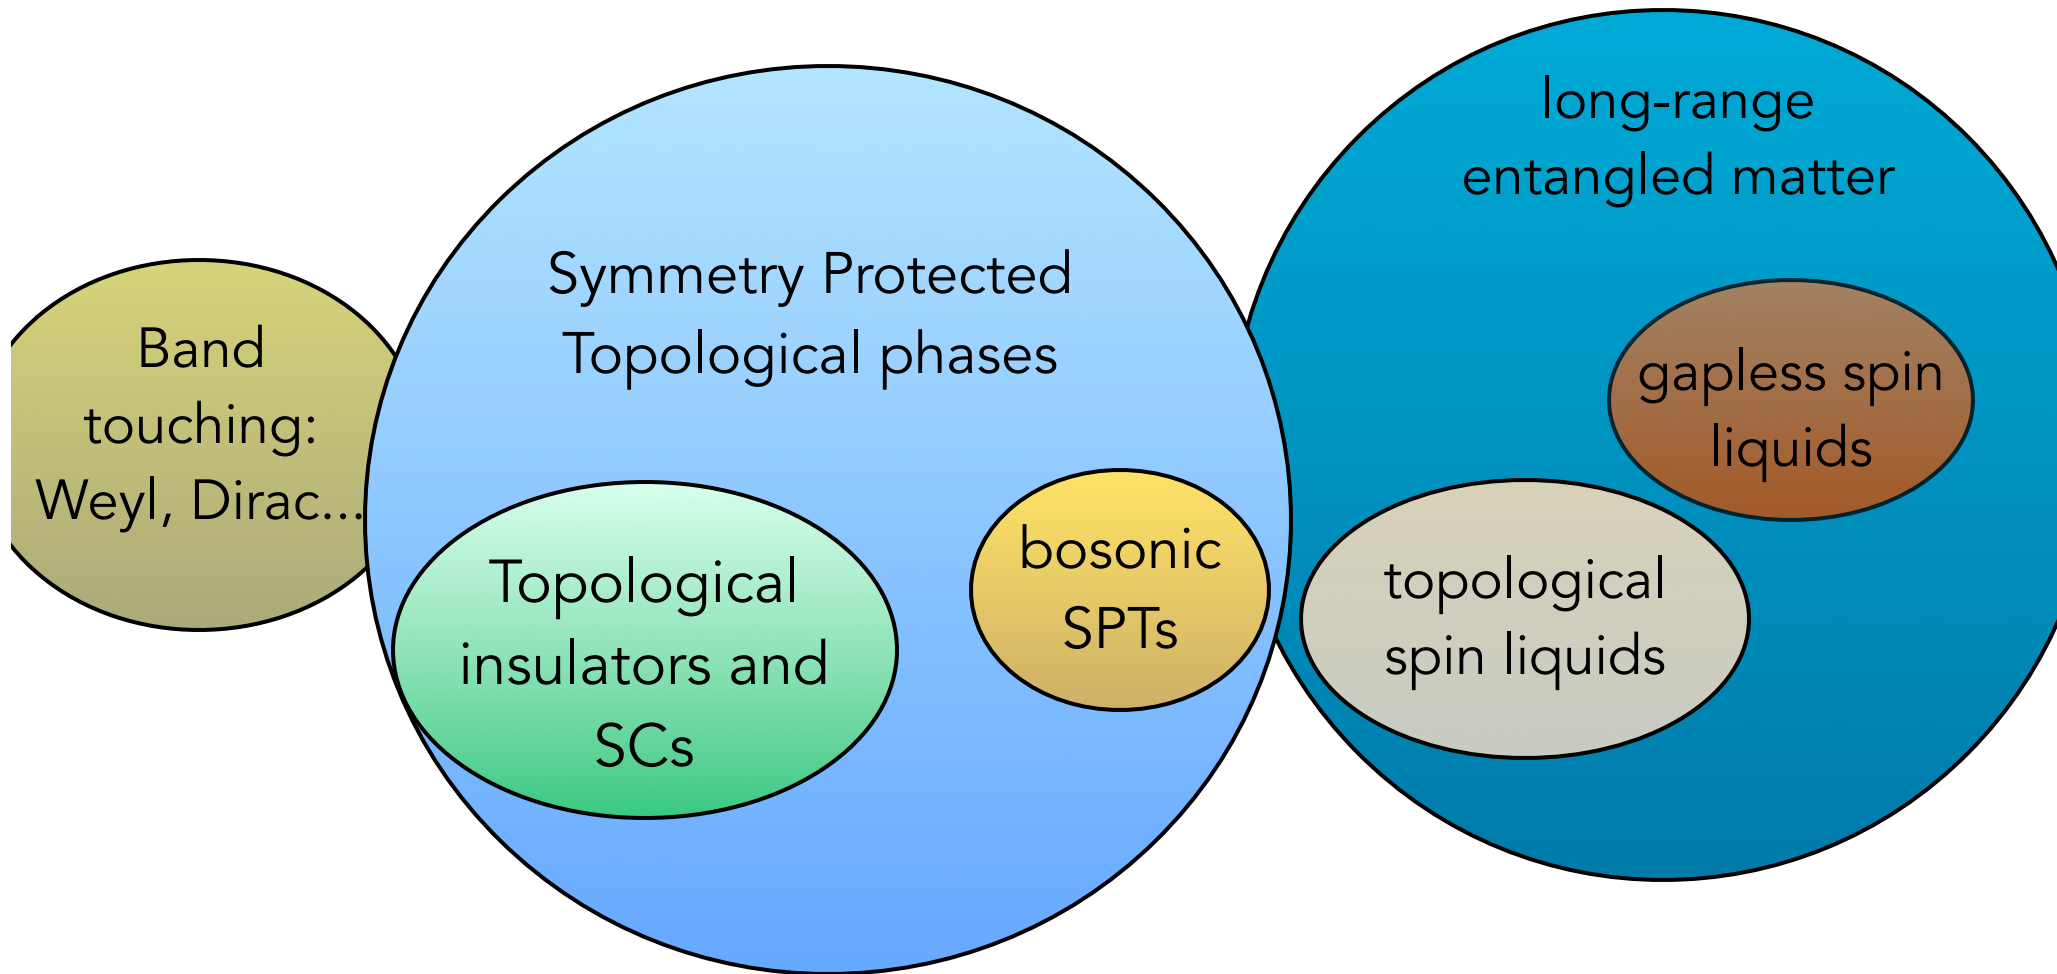 Band
touching:
Weyl, Dirac...
Symmetry Protected
Topological phases
Topological
insulators and
SCs
bosonic
SPTs
long-range
entangled matter
gapless spin
liquids
topological
spin liquids